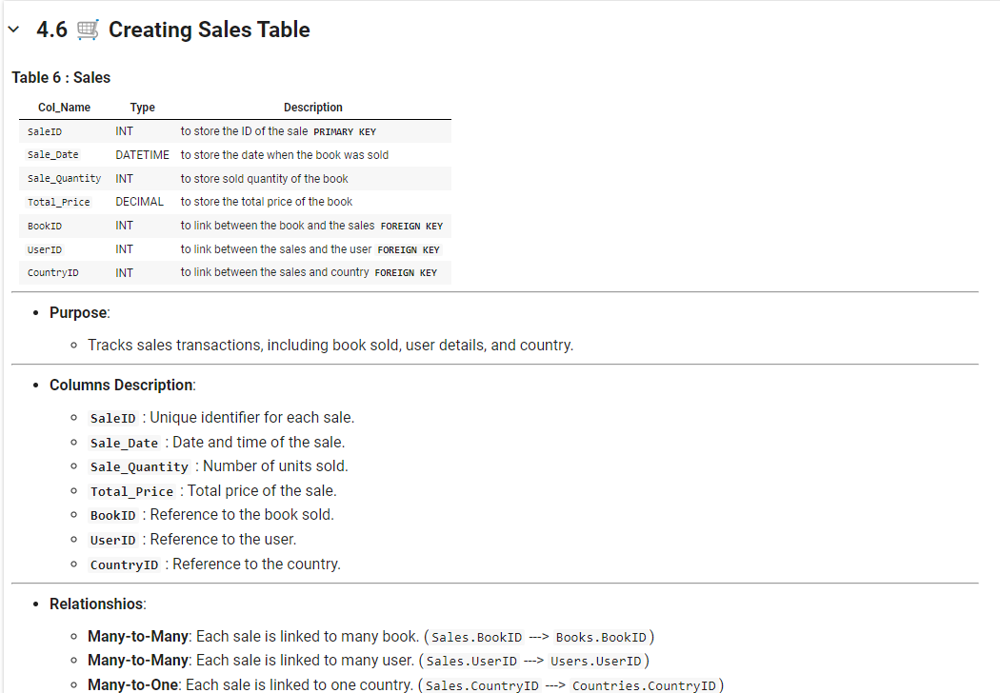 4.6 🛒 Creating Sales Table
Table 6 : Sales
Col_Name Type Description
SaleID INT to store the ID of the sale PRIMARY KEY
Sale_Date DATETIME to store the date when the book was sold
Sale_Quantity INT to store sold quantity of the book
Total_Price DECIMAL to store the total price of the book
BookID INT to link between the book and the sales FOREIGN KEY
UserID INT to link between the sales and the user FOREIGN KEY
CountryID INT to link between the sales and country FOREIGN KEY
• Purpose:
◦ Tracks sales transactions, including book sold, user details, and country.
• Columns Description:
◦ SaleID : Unique identifier for each sale.
◦ Sale_Date : Date and time of the sale.
◦ Sale_Quantity : Number of units sold.
◦ Total_Price : Total price of the sale.
◦ BookID : Reference to the book sold.
◦ UserID : Reference to the user.
◦ CountryID : Reference to the country.
• Relationshios:
◦ Many-to-Many: Each sale is linked to many book. ( Sales.BookID ---> Books.BookID )
◦ Many-to-Many: Each sale is linked to many user. ( Sales.UserID ---> Users.UserID )
◦ Many-to-One: Each sale is linked to one country. ( Sales.CountryID ---> Countries.CountryID )